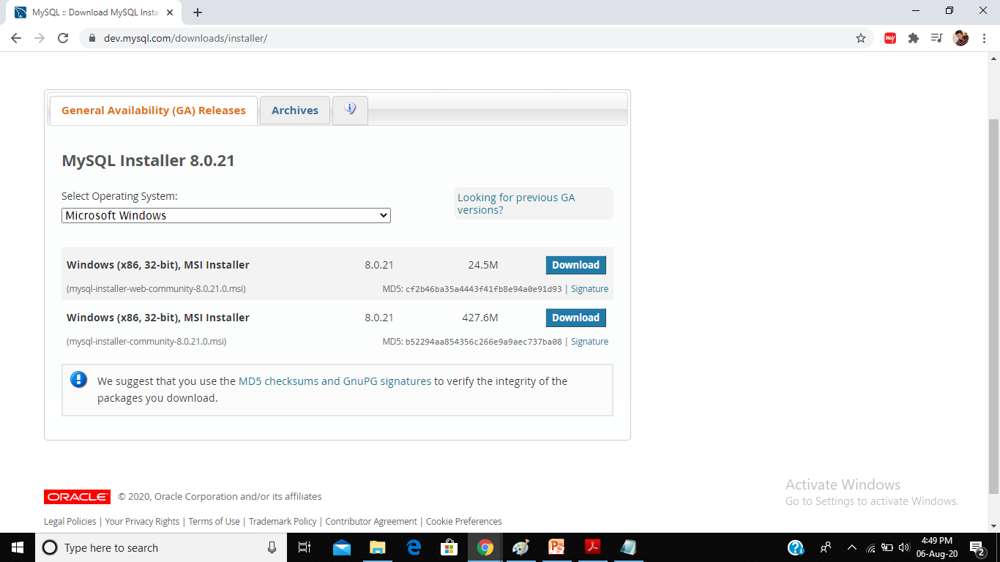 MySQL :: Download MySQL Insta
dev.mysql.com/downloads/installer/
my
General Availability (GA) Releases
Archives
MySQL Installer 8.0.21
Select Operating System:
Looking for previous GA
versions?
Microsoft Windows
Windows (x86, 32-bit), MSI Installer 8.0.21 24.5M Download
(mysql-installer-web-community-8.0.21.0.msi) MD5: cf2b46ba35a4443f41fb8e94a0e91d93 | Signature
Windows (x86, 32-bit), MSI Installer 8.0.21 427.6M Download
(mysql-installer-community-8.0.21.0.msi) MD5: b52294aa854356c266e9a9aec737ba08 | Signature
We suggest that you use the MD5 checksums and GnuPG signatures to verify the integrity of the
packages you download.
Activate Windows
Go to Settings to activate Windows.
ORACLE © 2020, Oracle Corporation and/or its affiliates
Legal Policies | Your Privacy Rights | Terms of Use | Trademark Policy | Contributor Agreement | Cookie Preferences
Type here to search
4:49 PM
06-Aug-20
2